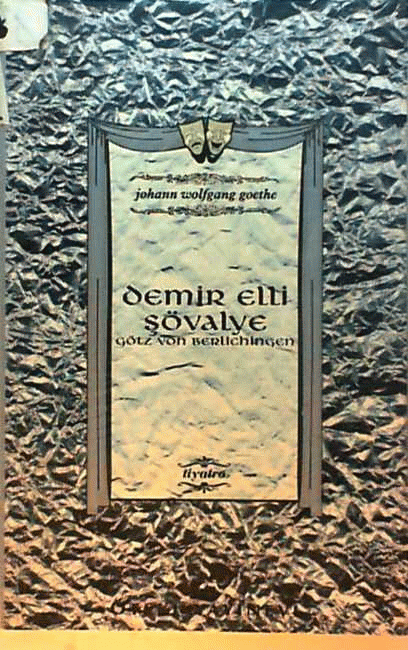 johann wolfgang goethe
demir elli
şövalye
götz von berlichingen
tiyatro